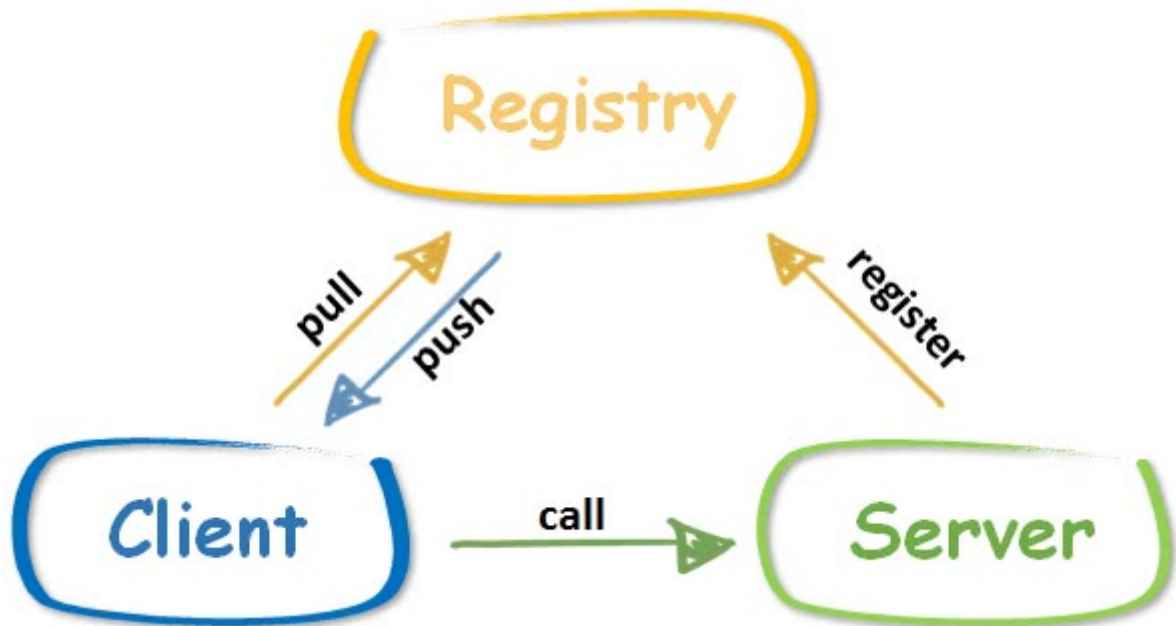 Registry
pull
push
register
Client
call
Server